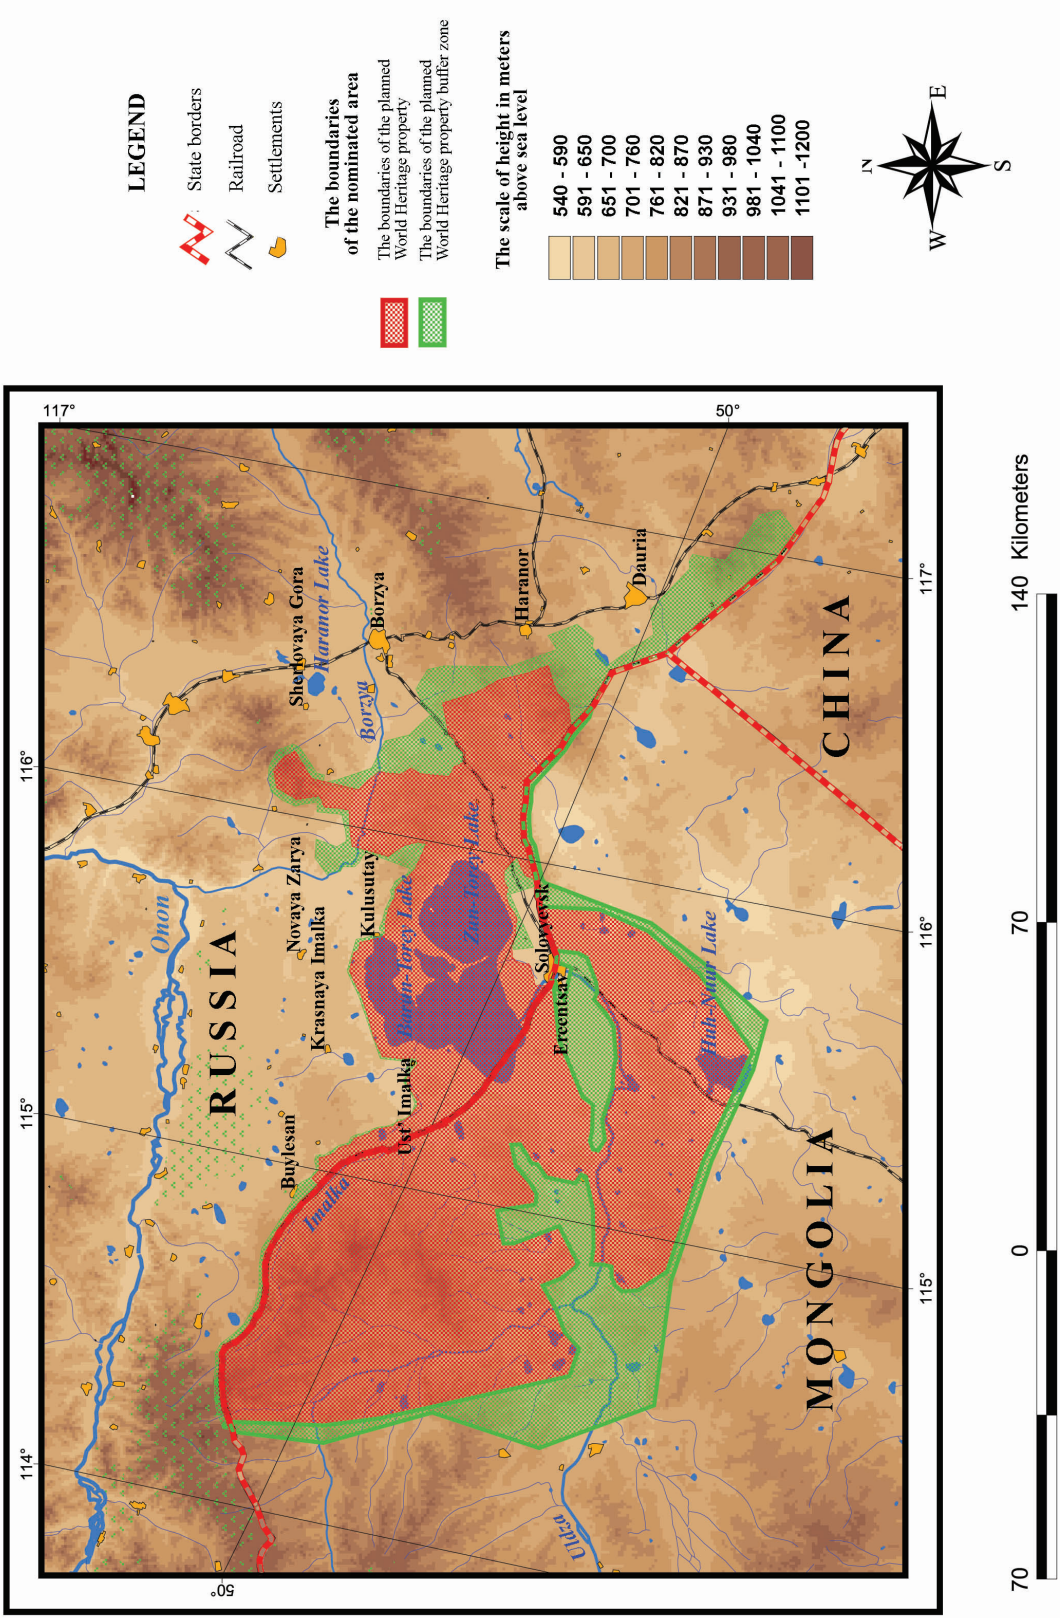 LEGEND
State borders
Railroad
Settlements
The boundaries
of the nominated area
The boundaries of the planned
World Heritage property
The boundaries of the planned
World Heritage property buffer zone
The scale of height in meters
above sea level
540 - 590
591 - 650
651 - 700
701 - 760
761 - 820
821 - 870
871 - 930
931 - 980
981 - 1040
1041 - 1100
1101 -1200
N
E
S
W
117°
116°
115°
114°
50°
50°
117°
116°
115°
RUSSIA
MONGOLIA
CHINA
Onon
Sherlovaya Gora
Haranor Lake
Borzya
Borzya
Haranor
Dauria
Novaya Zarya
Krasnaya Imalka
Kulusutay
Zun-Torey Lake
Barun-Torey Lake
Solovyevsk
Ereentsav
Huh-Nuur Lake
Ust' Imalka
Buylesan
Imalka
Uldza
70 0 70 140 Kilometers